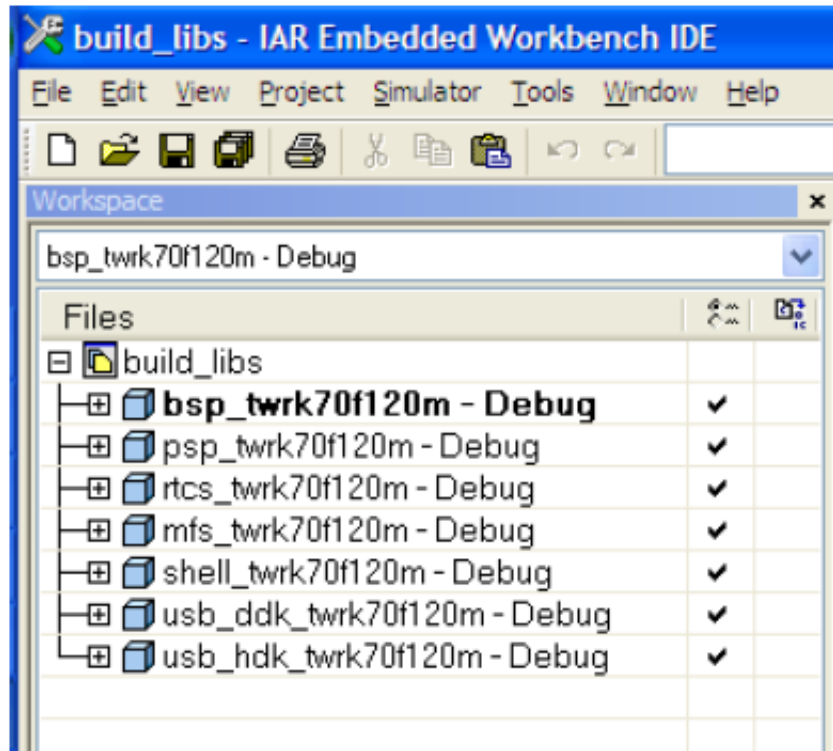 build_libs - IAR Embedded Workbench IDE
File Edit View Project Simulator Tools Window Help
Workspace
bsp_twrk70f120m - Debug
Files
build_libs
bsp_twrk70f120m - Debug
psp_twrk70f120m - Debug
rtcs_twrk70f120m - Debug
mfs_twrk70f120m - Debug
shell_twrk70f120m - Debug
usb_ddk_twrk70f120m - Debug
usb_hdk_twrk70f120m - Debug